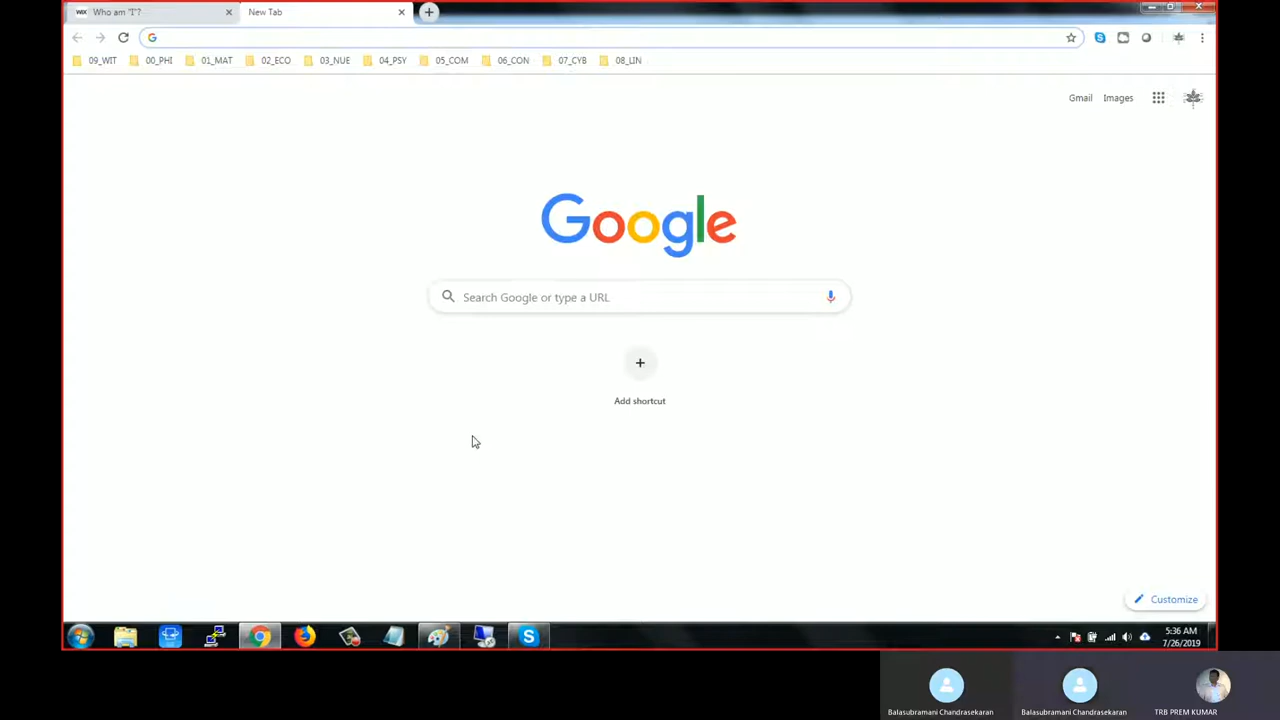 WiX Who am "I"?
New Tab
09_WIT 00_PHI 01_MAT 02_ECO 03_NUE 04_PSY 05_COM 06_CON 07_CYB 08_LIN
Gmail Images
Google
Search Google or type a URL
Add shortcut
Customize
5:36 AM
7/26/2019
Balasubramani Chandrasekaran
Balasubramani Chandrasekaran
TRB PREM KUMAR